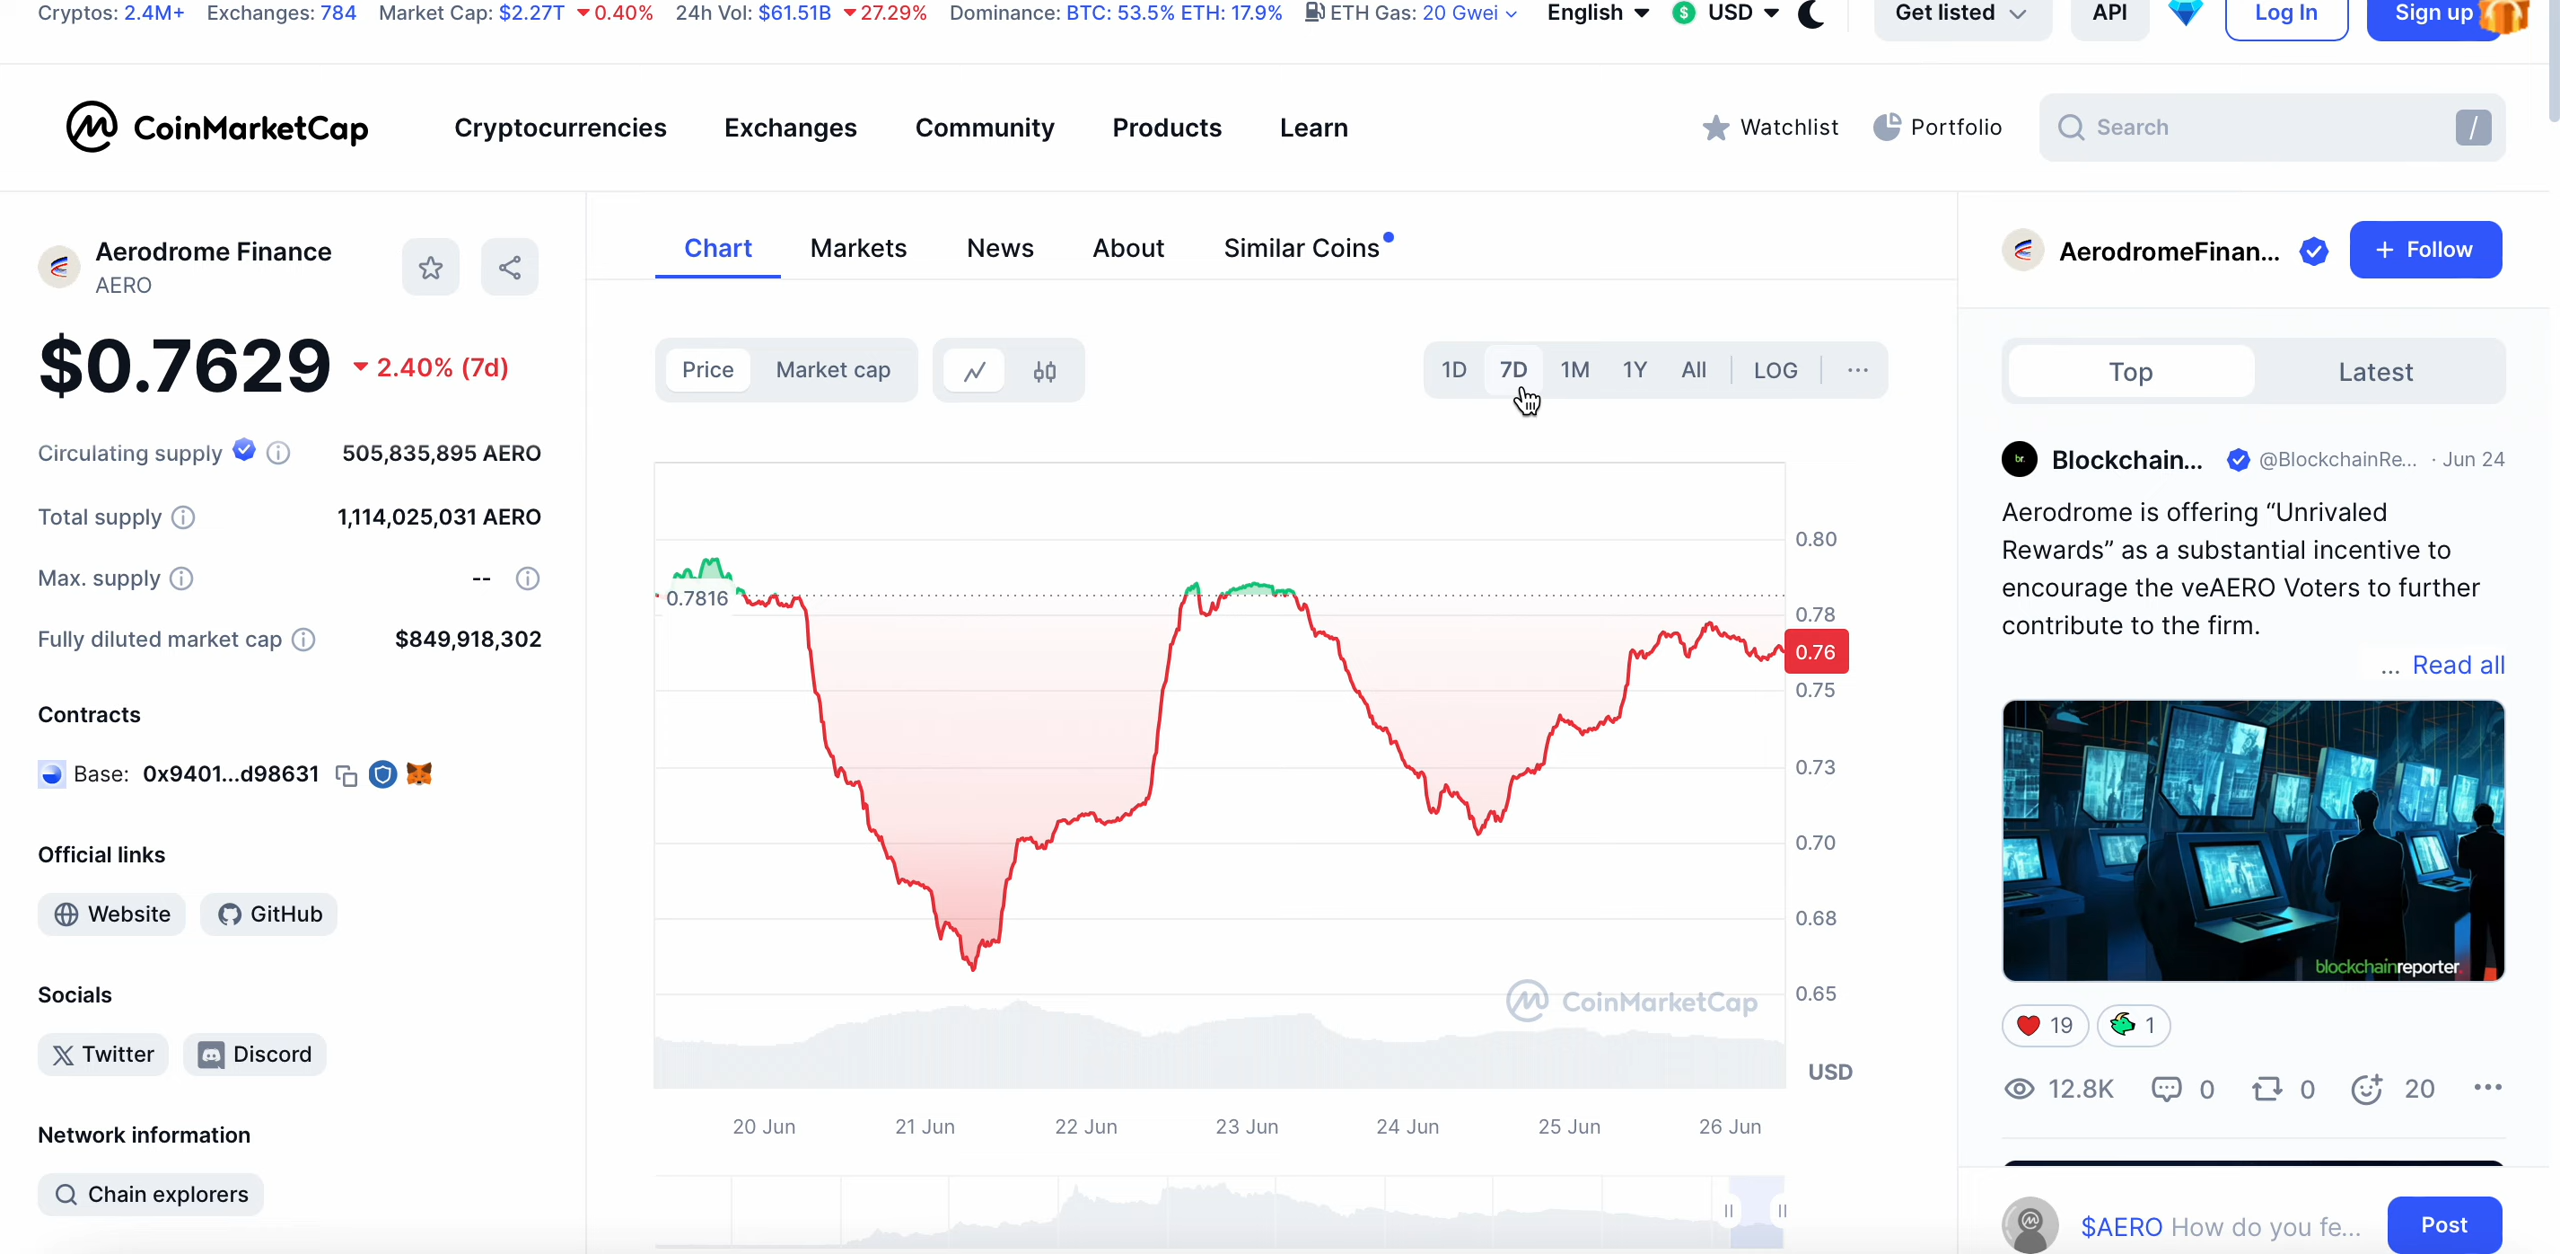 Cryptos: 2.4M+ Exchanges: 784 Market Cap: $2.27T 0.40% 24h Vol: $61.51B 27.29% Dominance: BTC: 53.5% ETH: 17.9% ETH Gas: 20 Gwei English USD Get listed API Log In Sign up
CoinMarketCap Cryptocurrencies Exchanges Community Products Learn Watchlist Portfolio Search /
Aerodrome Finance
AERO
$0.7629 2.40% (7d)
Circulating supply 505,835,895 AERO
Total supply 1,114,025,031 AERO
Max. supply --
Fully diluted market cap $849,918,302
Contracts
Base: 0x9401...d98631
Official links
Website GitHub
Socials
Twitter Discord
Network information
Chain explorers
Chart Markets News About Similar Coins
Price Market cap 1D 7D 1M 1Y All LOG ...
0.80
0.7816
0.78
0.76
0.75
0.73
0.70
0.68
0.65
CoinMarketCap
USD
20 Jun 21 Jun 22 Jun 23 Jun 24 Jun 25 Jun 26 Jun
AerodromeFinan... + Follow
Top Latest
br. Blockchain... @BlockchainRe... · Jun 24
Aerodrome is offering “Unrivaled
Rewards” as a substantial incentive to
encourage the veAERO Voters to further
contribute to the firm.
... Read all
blockchainreporter
19 1
12.8K 0 0 20 ...
$AERO How do you fe... Post